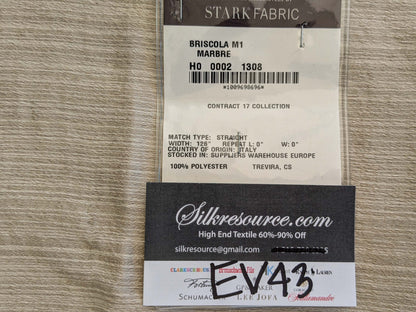 STARK FABRIC
BRISCOLA M1
MARBRE
H0 0002 1308
*1009690696*
CONTRACT 17 COLLECTION
MATCH TYPE: STRAIGHT
WIDTH: 126" REPEAT L: 0" W: 0"
COUNTRY OF ORIGIN: ITALY
STOCKED IN: SUPPLIERS WAREHOUSE EUROPE
100% POLYESTER TREVIRA, CS
Silkresource.com
High End Textile 60%-90% Off
silkresource@gmail.com
EV43
SCHUMACHER LEE JOFA Scalamandre